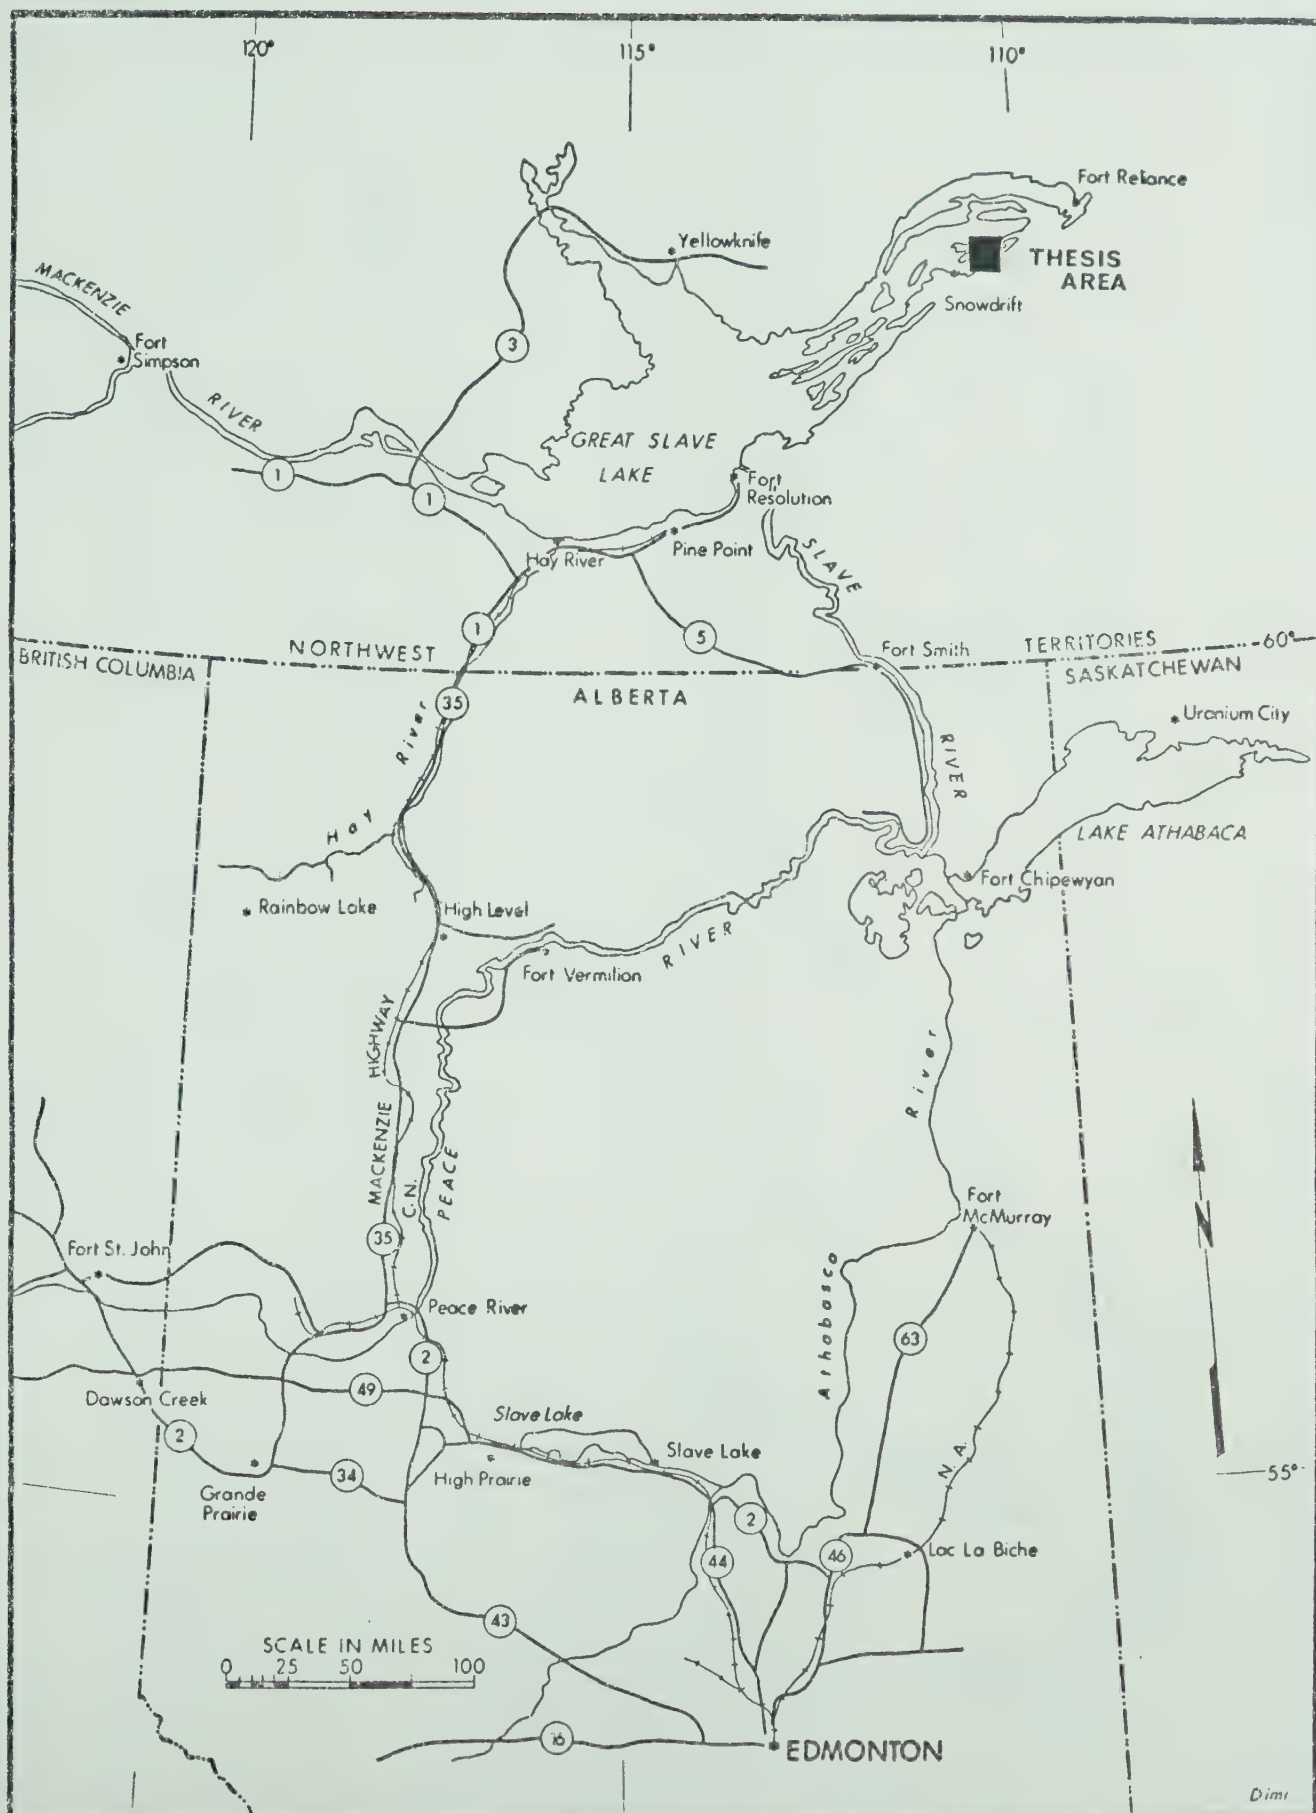 120°
115°
110°
Fort Reliance
Yellowknife
THESIS
AREA
Snowdrift
MACKENZIE
Fort
Simpson
3
RIVER
GREAT SLAVE
LAKE
1
1
Fort
Resolution
Pine Point
Hay River
SLAVE
1
5
NORTHWEST
TERRITORIES
60°
BRITISH COLUMBIA
Fort Smith
SASKATCHEWAN
ALBERTA
35
River
Uranium City
RIVER
Hay
LAKE ATHABACA
Fort Chipewyan
Rainbow Lake
High Level
RIVER
Fort Vermilion
HIGHWAY
River
MACKENZIE
C.N.
PEACE
Fort
McMurray
35
Fort St. John
Athabasca
Peace River
63
2
49
Dawson Creek
Slave Lake
2
Slave Lake
N.A.
High Prairie
34
55°
Grande
Prairie
2
44
46
Lac La Biche
43
SCALE IN MILES
0 25 50 100
16
EDMONTON
Dimi